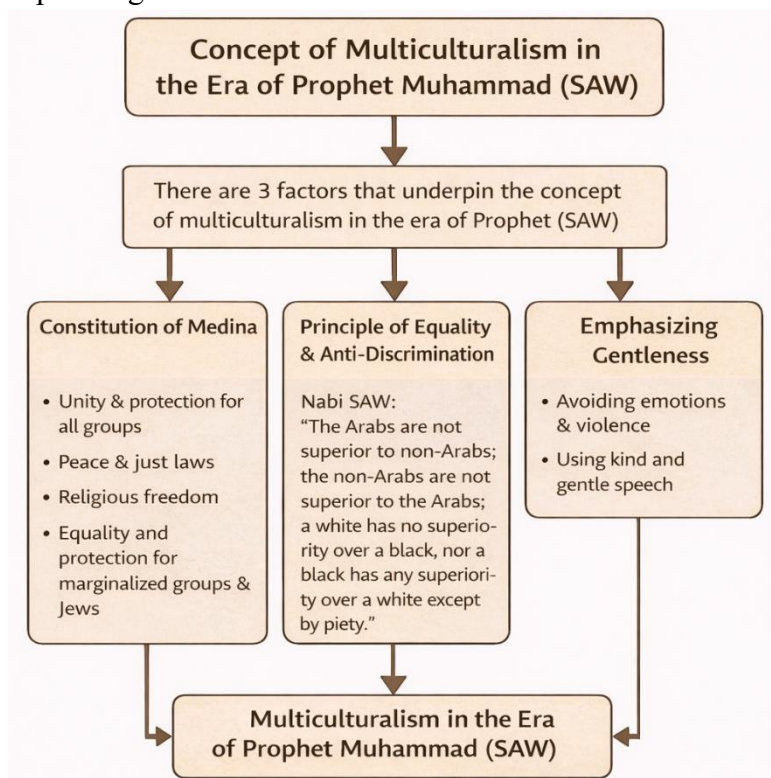 Concept of Multiculturalism in
the Era of Prophet Muhammad (SAW)
There are 3 factors that underpin the concept
of multiculturalism in the era of Prophet (SAW)
Constitution of Medina
• Unity & protection for
all groups
• Peace & just laws
• Religious freedom
• Equality and
protection for
marginalized groups &
Jews
Principle of Equality
& Anti-Discrimination
Nabi SAW:
“The Arabs are not
superior to non-Arabs;
the non-Arabs are not
superior to the Arabs;
a white has no superio-
rity over a black, nor a
black has any superiori-
ty over a white except
by piety.”
Emphasizing
Gentleness
• Avoiding emotions
& violence
• Using kind and
gentle speech
Multiculturalism in the Era
of Prophet Muhammad (SAW)